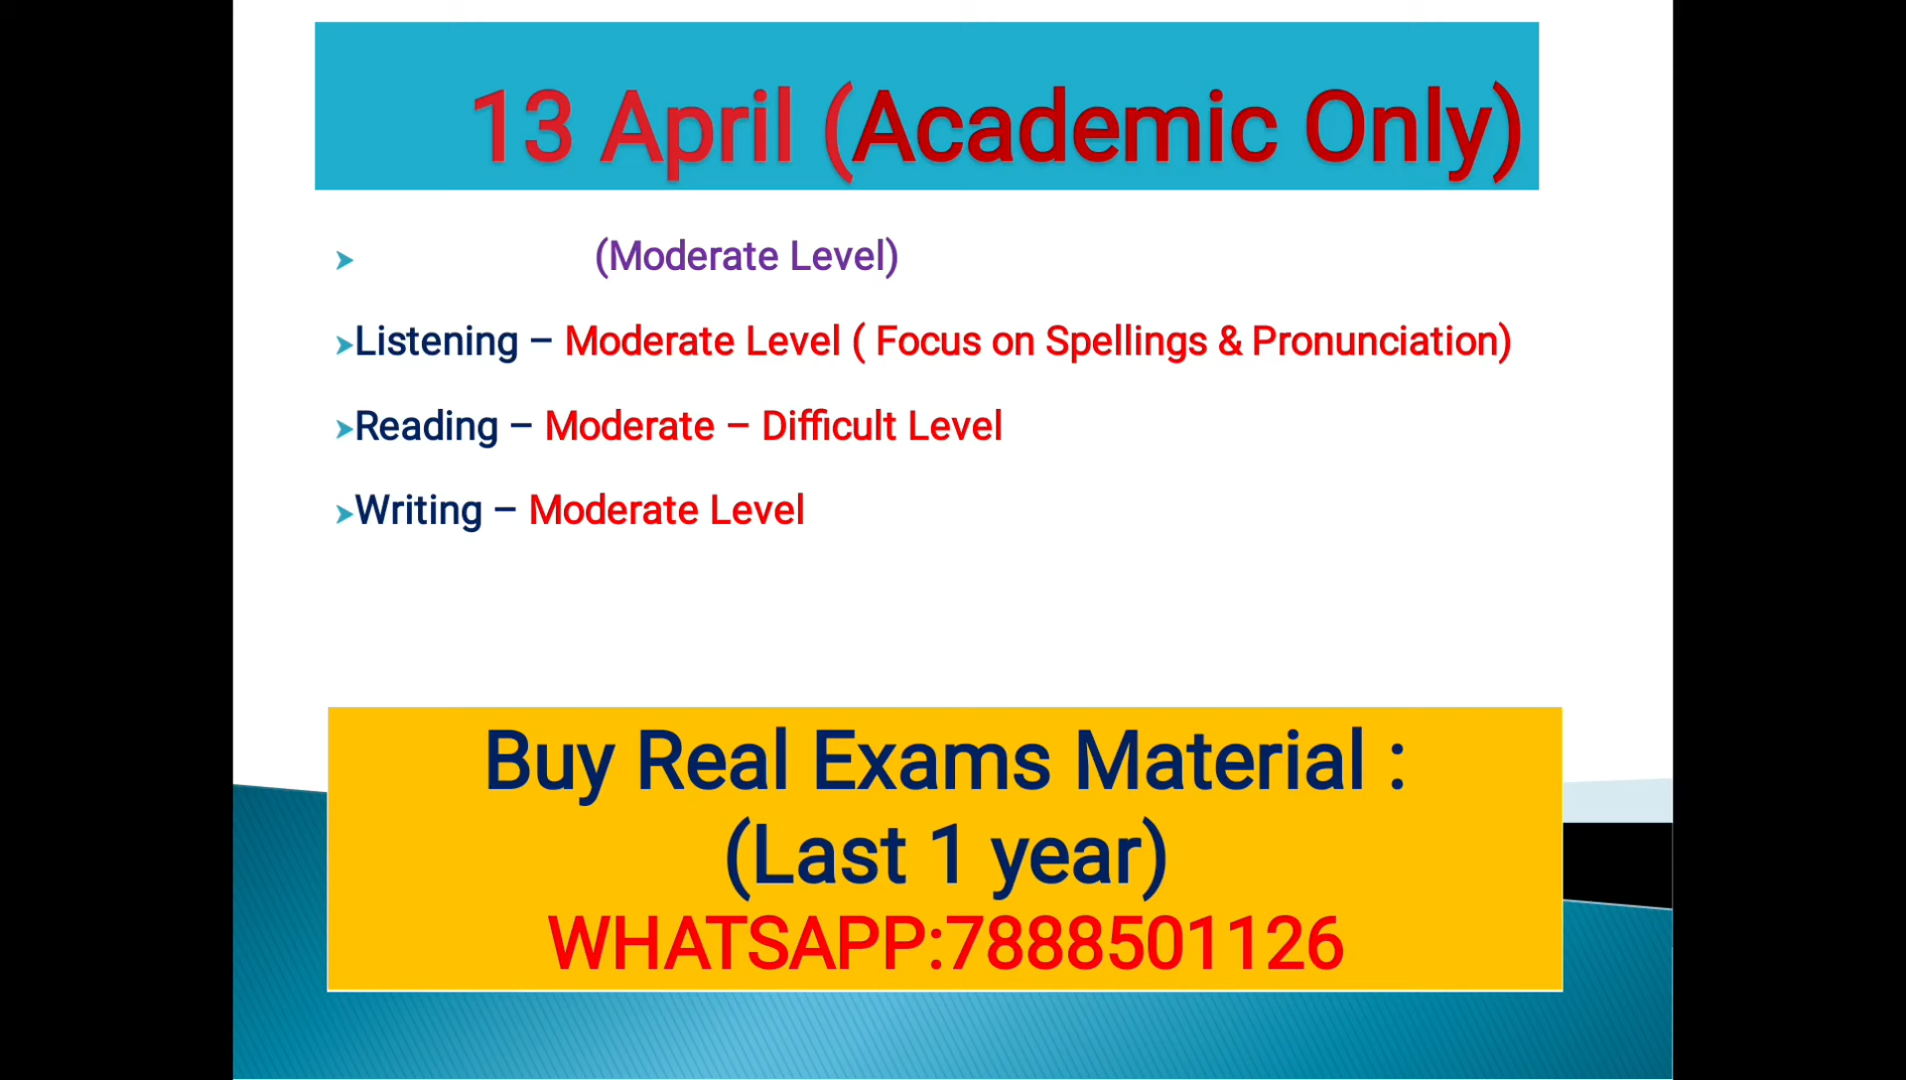 13 April (Academic Only)
(Moderate Level)
Listening – Moderate Level ( Focus on Spellings & Pronunciation)
Reading – Moderate – Difficult Level
Writing – Moderate Level
Buy Real Exams Material :
(Last 1 year)
WHATSAPP:7888501126